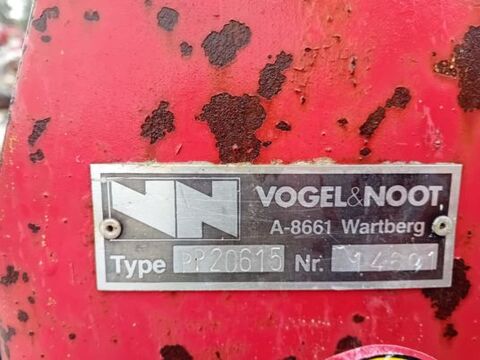 VOGEL&NOOT
A-8661 Wartberg
Type PP20615 Nr.